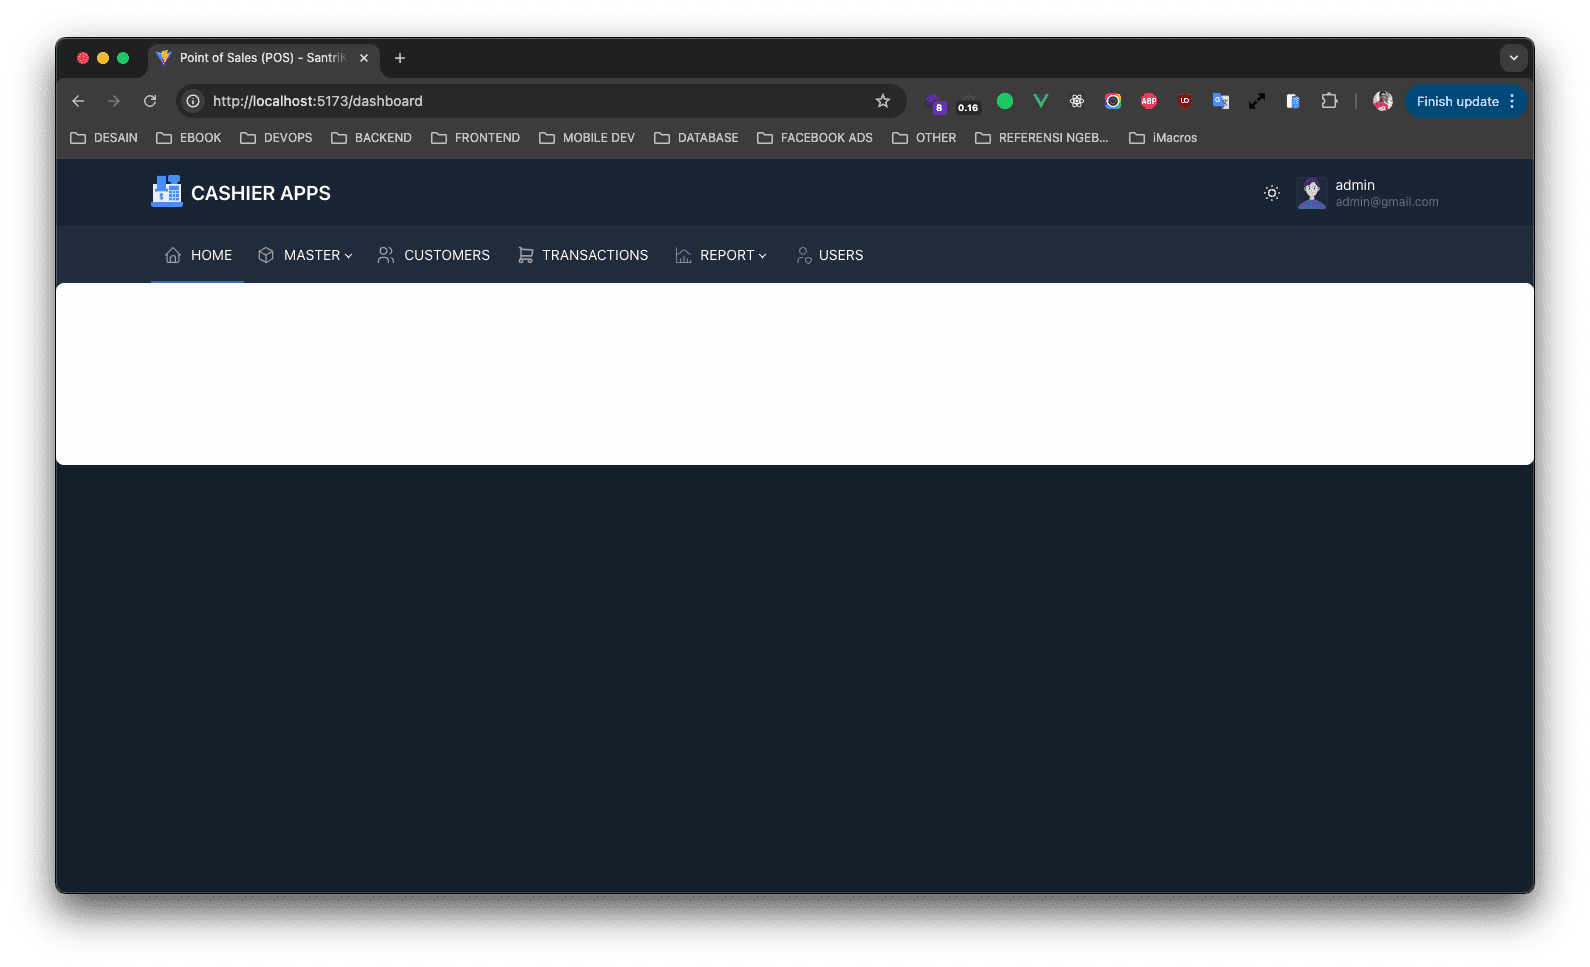 Point of Sales (POS) - SantriK
http://localhost:5173/dashboard
8
0.16
ABP
Finish update
DESAIN EBOOK DEVOPS BACKEND FRONTEND MOBILE DEV DATABASE FACEBOOK ADS OTHER REFERENSI NGEB... iMacros
CASHIER APPS
admin
admin@gmail.com
HOME MASTER CUSTOMERS TRANSACTIONS REPORT USERS